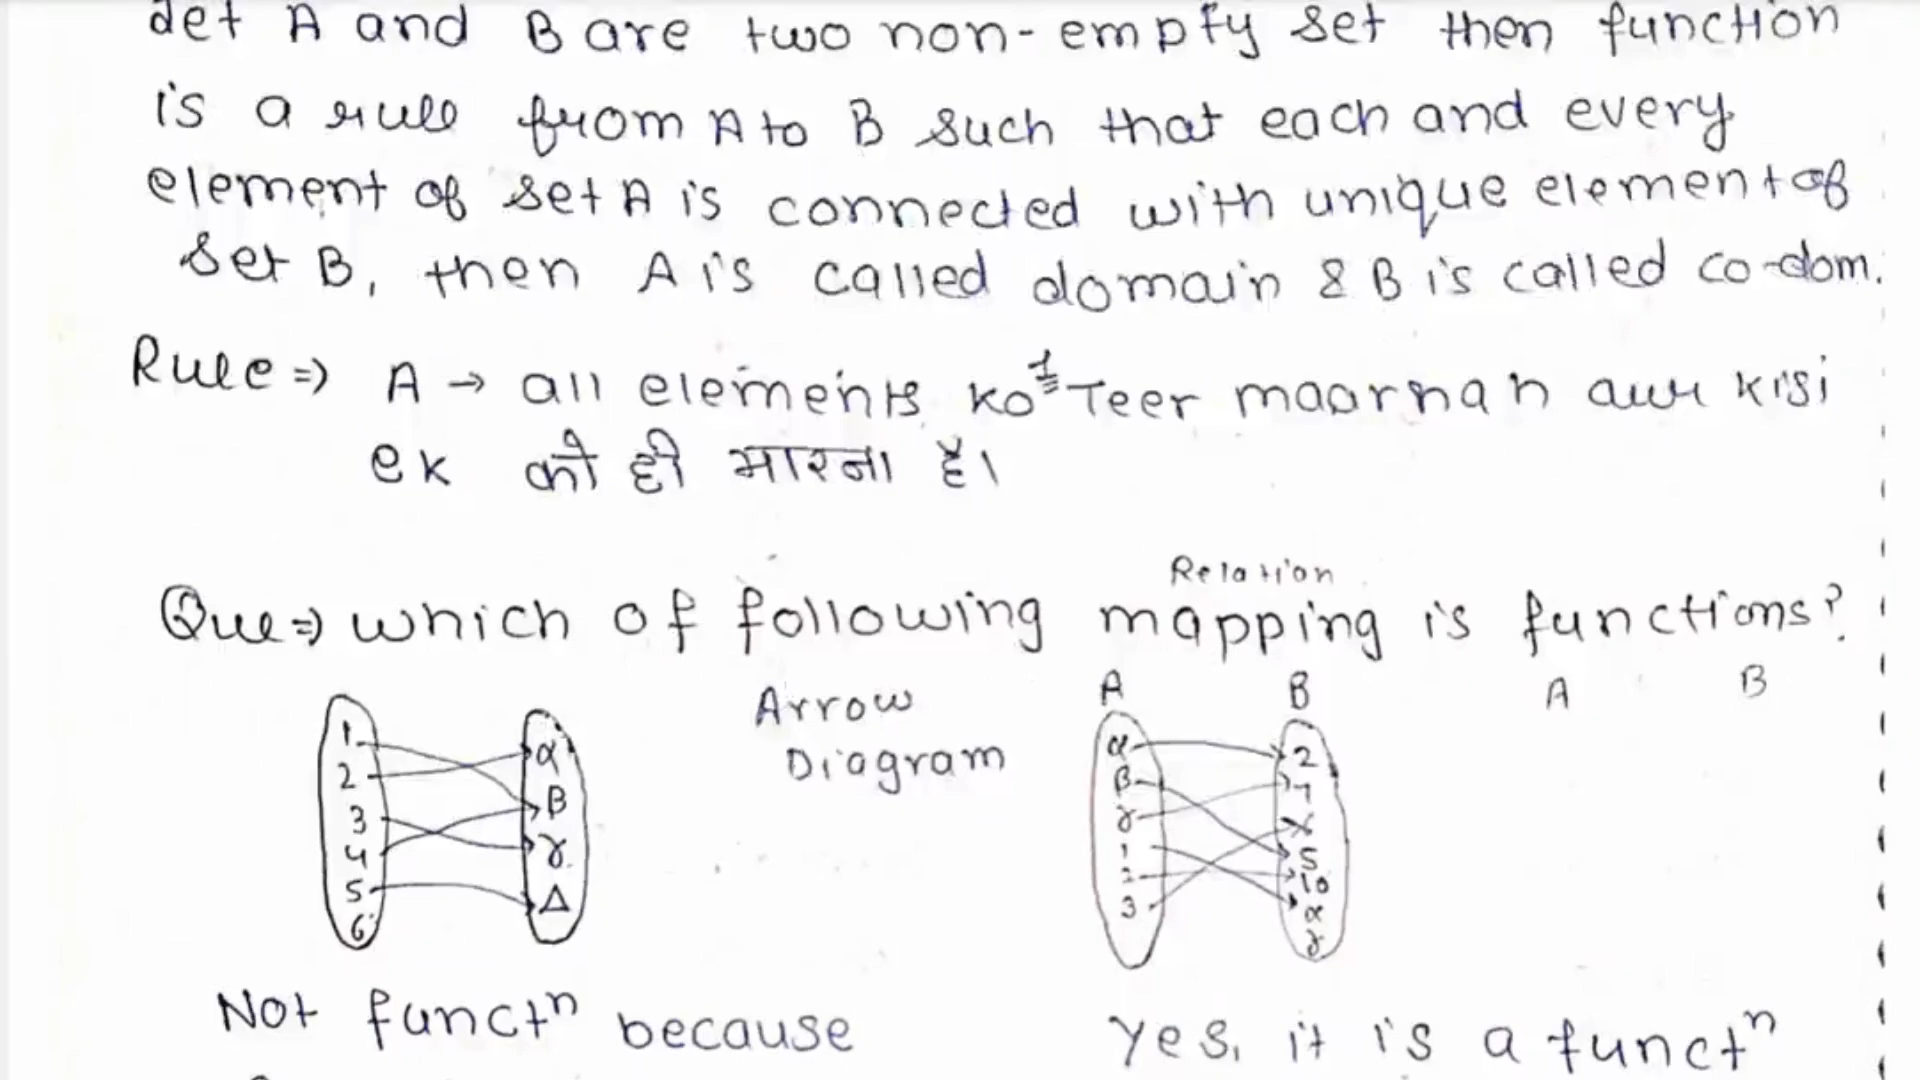 Let A and B are two non-empty set then function
is a rule from A to B such that each and every
element of set A is connected with unique element of
set B, then A is called domain & B is called co-dom.
Rule ⇒ A → all elements ko 1 Teer maarna h aur kisi
ek को ही मारना है।
Relation
Que ⇒ which of following mapping is functions?
A B
1
2
3
4
5
6
α
β
γ
Δ
Arrow
Diagram
A B
α
β
γ
1
2
3
2
7
x
5
10
α
γ
Not functⁿ because
Yes, it is a functⁿ